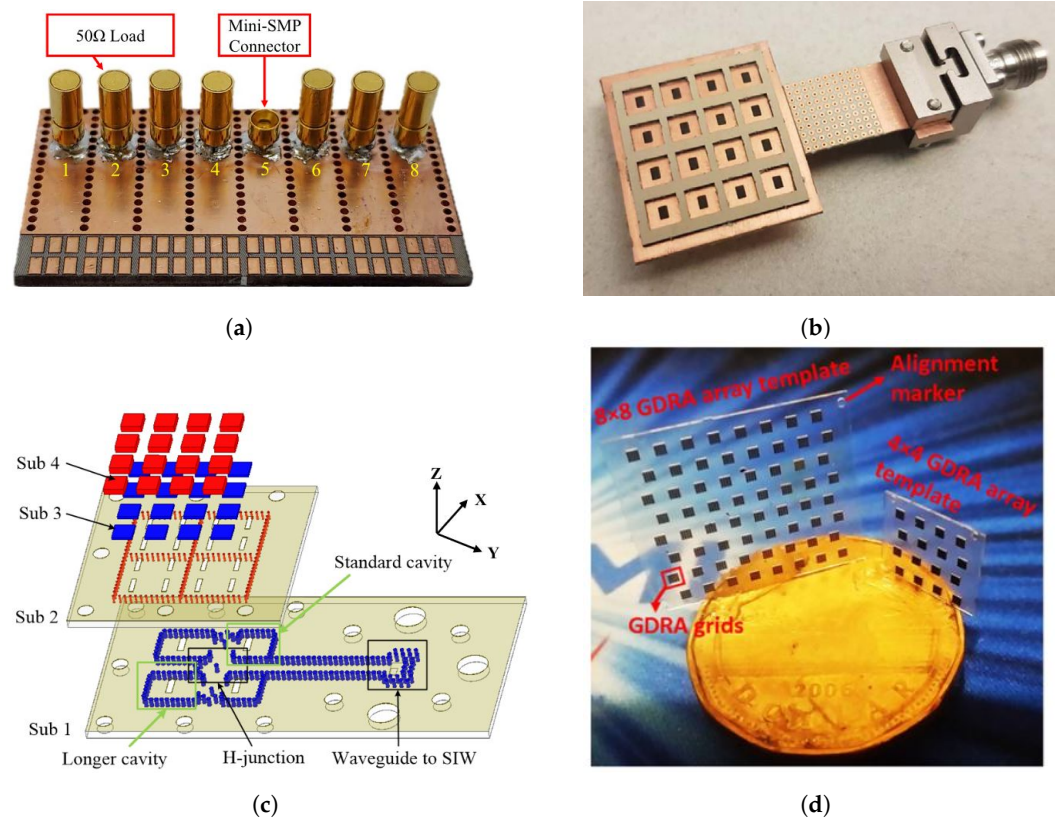 50Ω Load
Mini-SMP
Connector
1 2 3 4 5 6 7 8
(a)
(b)
Sub 4
Sub 3
Sub 2
Sub 1
Z
X
Y
Standard cavity
Longer cavity
H-junction
Waveguide to SIW
(c)
8×8 GDRA array template
Alignment
marker
4×4 GDRA array
template
GDRA grids
2006
(d)